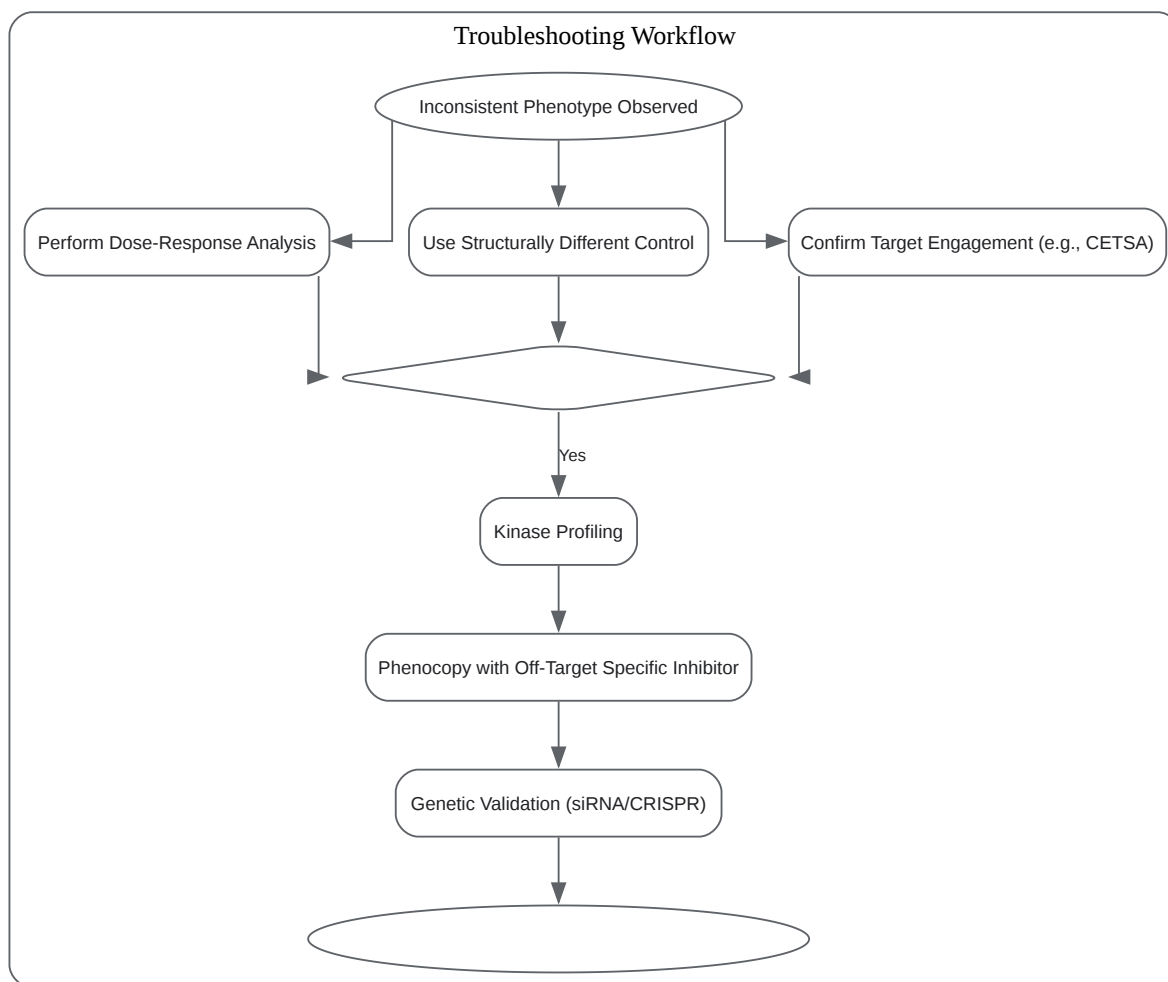 Troubleshooting Workflow
Inconsistent Phenotype Observed
Perform Dose-Response Analysis
Use Structurally Different Control
Confirm Target Engagement (e.g., CETSA)
Yes
Kinase Profiling
Phenocopy with Off-Target Specific Inhibitor
Genetic Validation (siRNA/CRISPR)